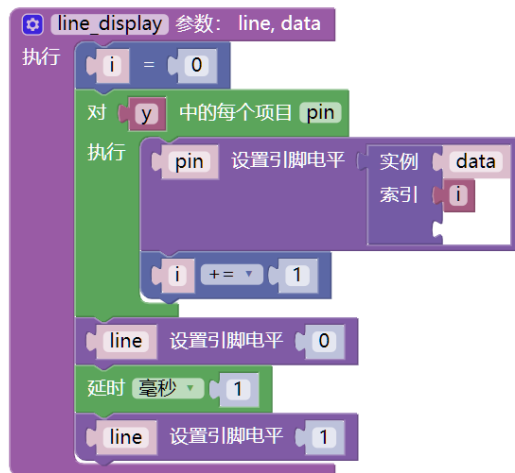 line_display 参数： line, data
执行 i = 0
对 y 中的每个项目 pin
执行 pin 设置引脚电平 实例 data
索引 i
i += 1
line 设置引脚电平 0
延时 毫秒 1
line 设置引脚电平 1